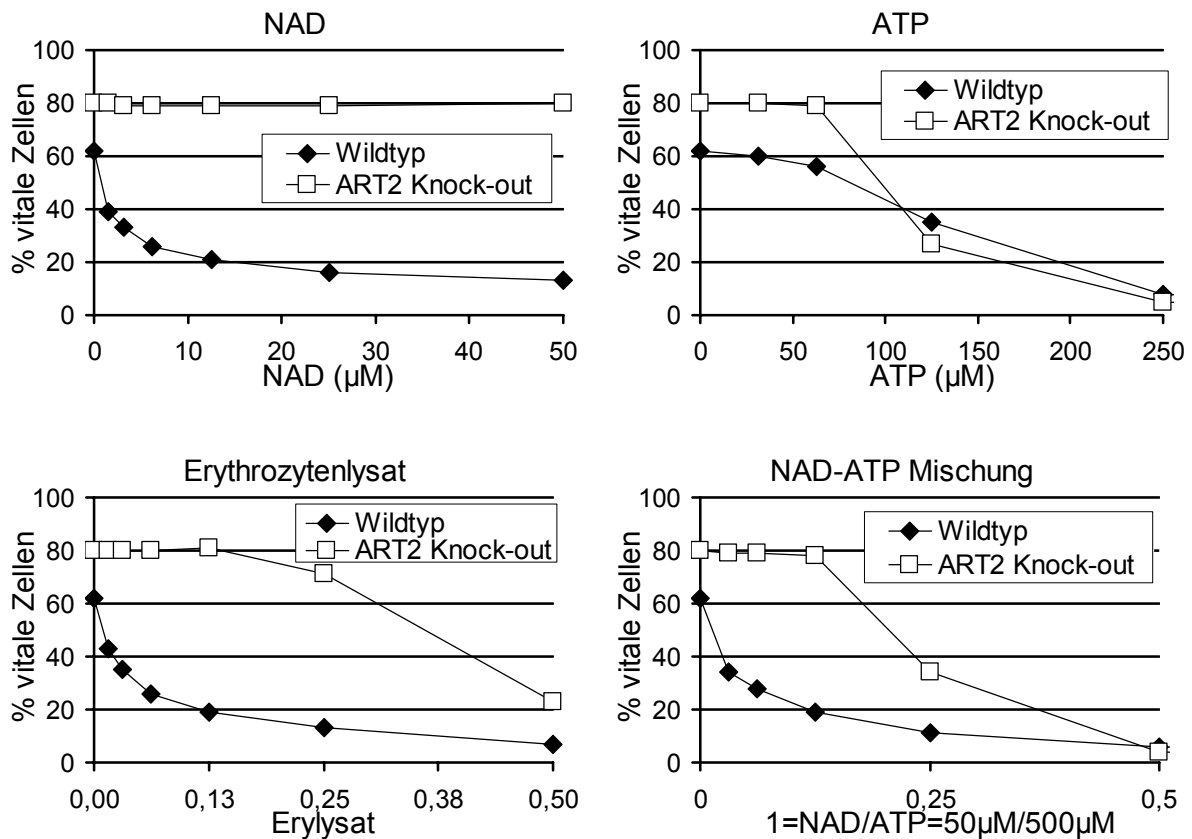 NAD
100
80
60
40
20
0
% vitale Zellen
Wildtyp
ART2 Knock-out
0 10 20 30 40 50
NAD (µM)
ATP
100
80
60
40
20
0
% vitale Zellen
Wildtyp
ART2 Knock-out
0 50 100 150 200 250
ATP (µM)
Erythrozytenlysat
100
80
60
40
20
0
% vitale Zellen
Wildtyp
ART2 Knock-out
0,00 0,13 0,25 0,38 0,50
Erylysat
NAD-ATP Mischung
100
80
60
40
20
0
% vitale Zellen
Wildtyp
ART2 Knock-out
0 0,25 0,5
1=NAD/ATP=50µM/500µM